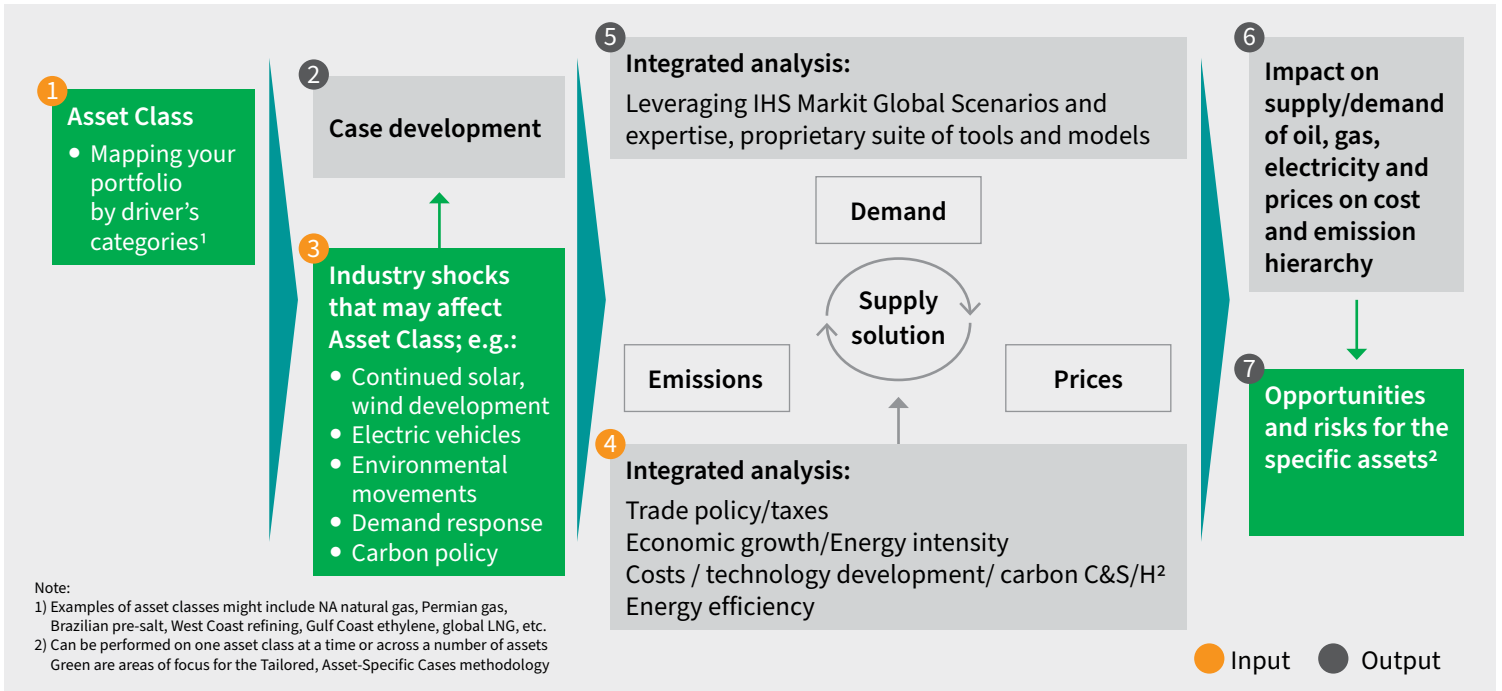 1
Asset Class
• Mapping your
portfolio
by driver’s
categories¹
2
Case development
3
Industry shocks
that may affect
Asset Class; e.g.:
• Continued solar,
wind development
• Electric vehicles
• Environmental
movements
• Demand response
• Carbon policy
5
Integrated analysis:
Leveraging IHS Markit Global Scenarios and
expertise, proprietary suite of tools and models
Demand
Supply
solution
Emissions
Prices
4
Integrated analysis:
Trade policy/taxes
Economic growth/Energy intensity
Costs / technology development/ carbon C&S/H²
Energy efficiency
6
Impact on
supply/demand
of oil, gas,
electricity and
prices on cost
and emission
hierarchy
7
Opportunities
and risks for the
specific assets²
Note:
1) Examples of asset classes might include NA natural gas, Permian gas,
Brazilian pre-salt, West Coast refining, Gulf Coast ethylene, global LNG, etc.
2) Can be performed on one asset class at a time or across a number of assets
Green are areas of focus for the Tailored, Asset-Specific Cases methodology
Input
Output